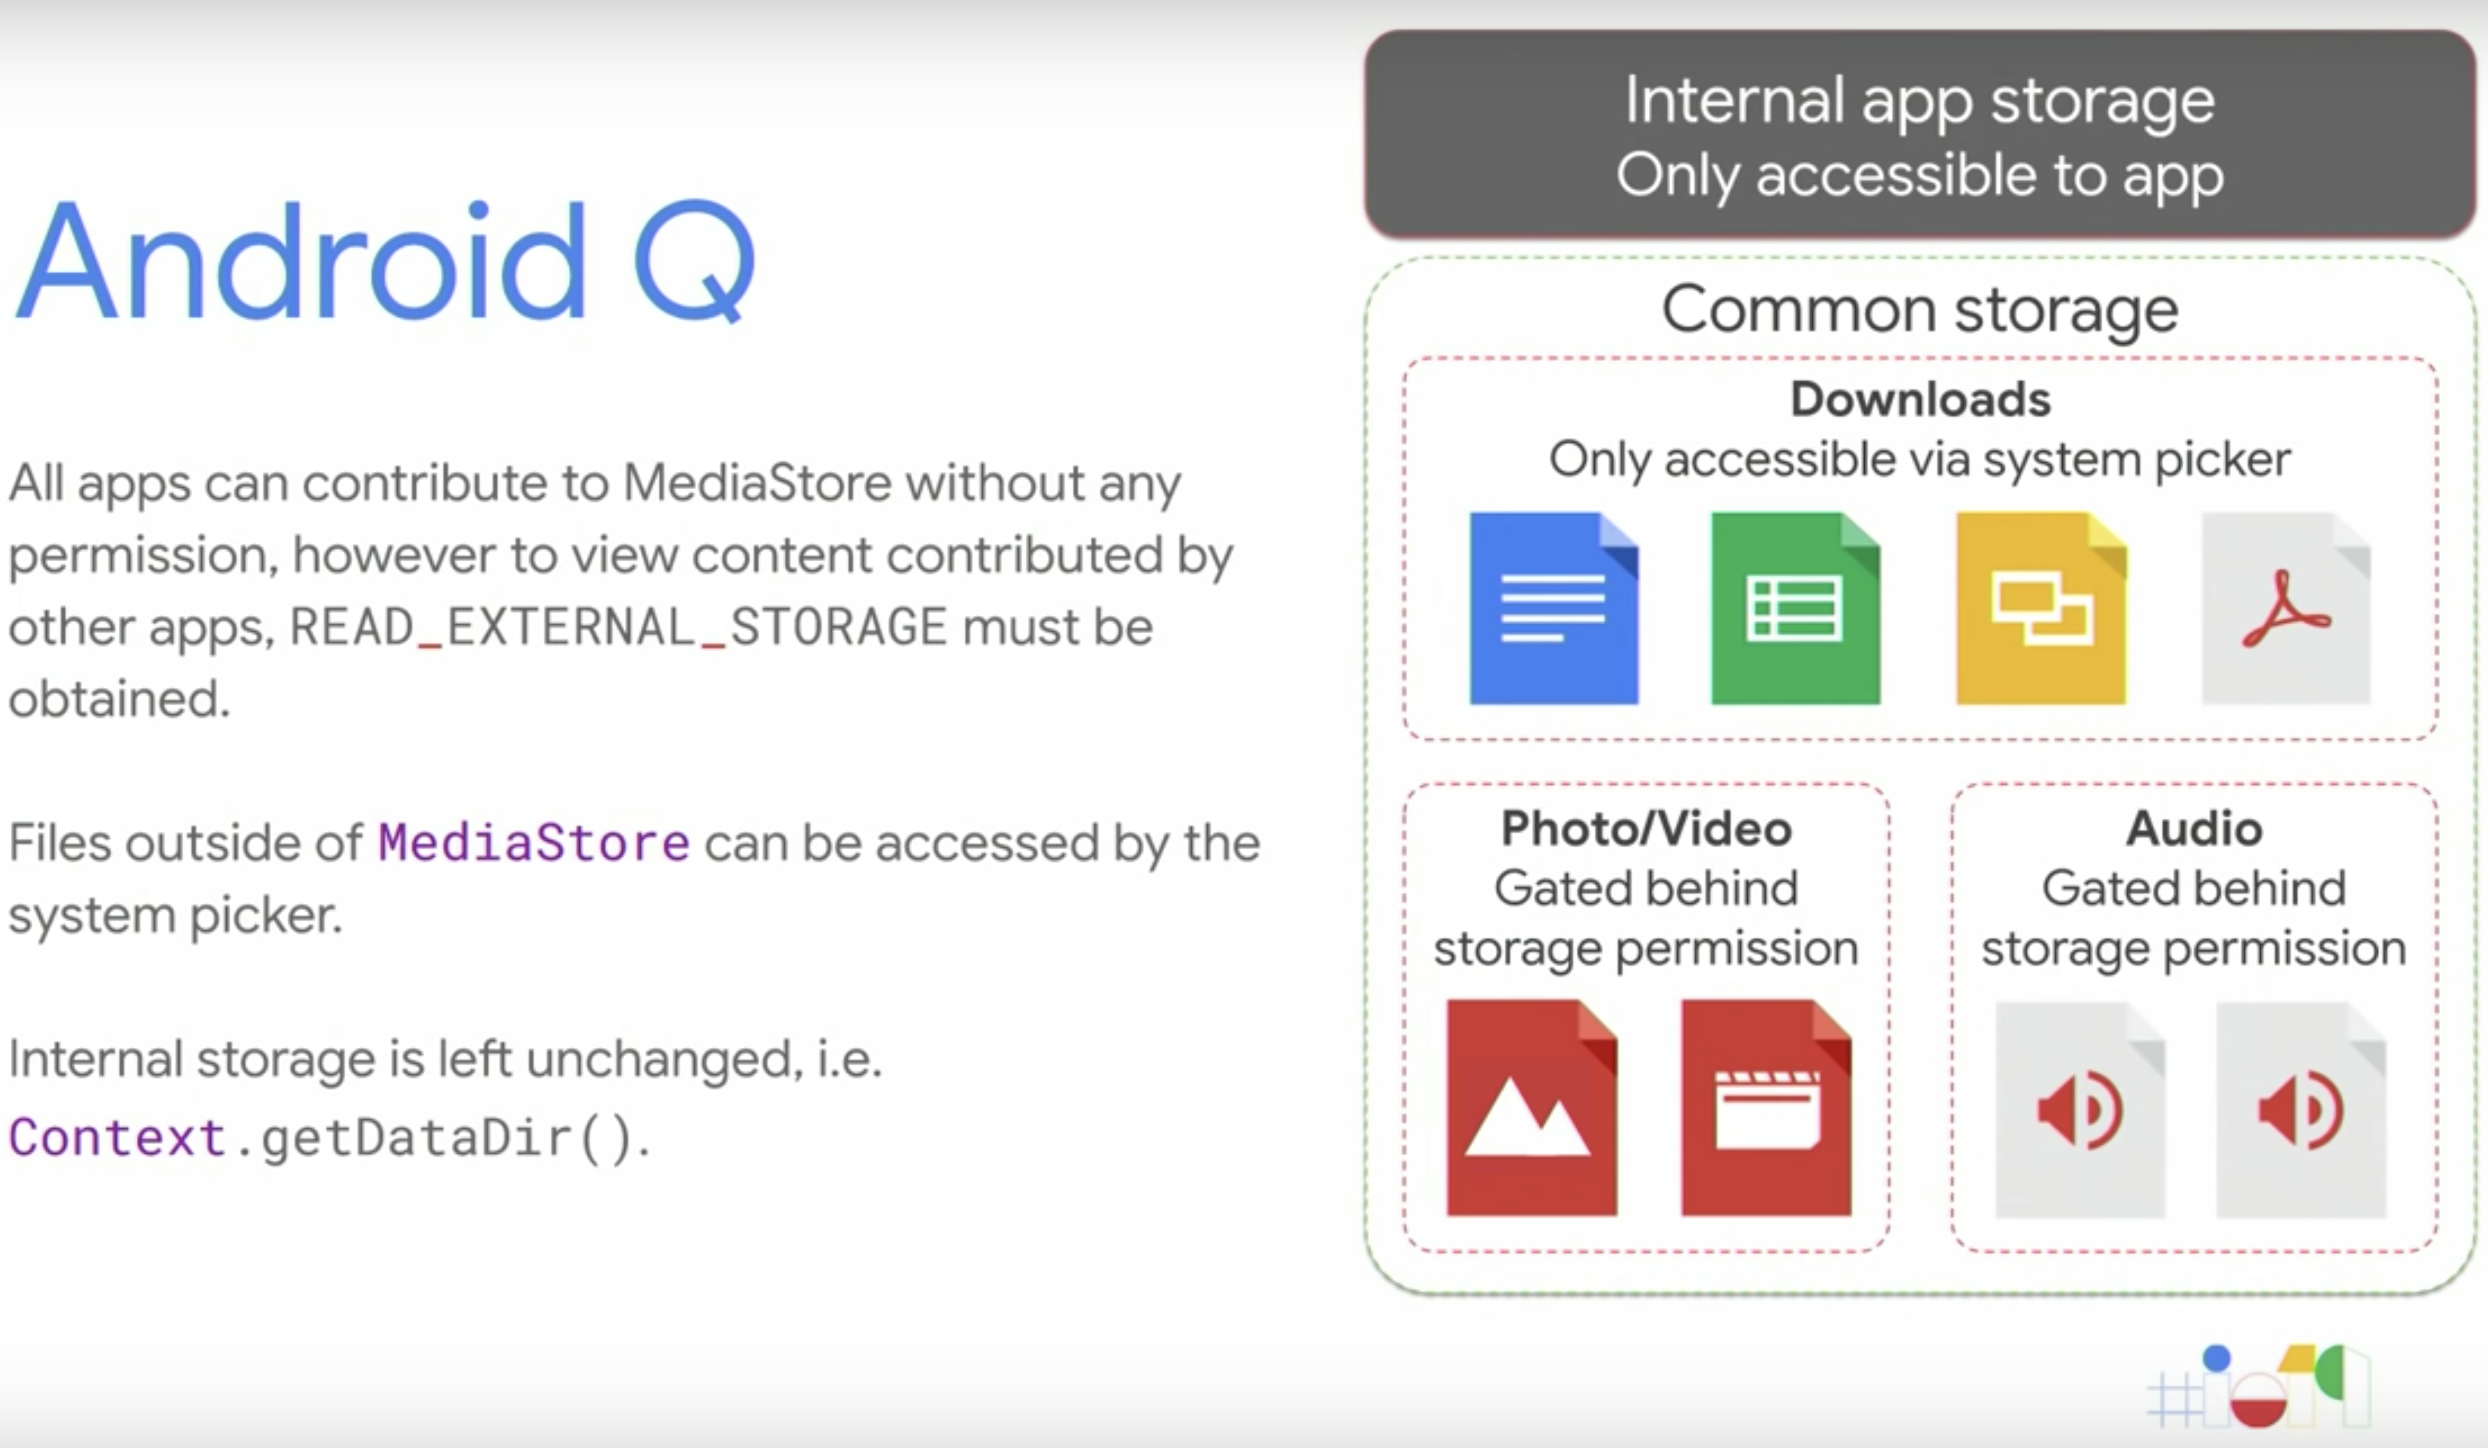 Android Q
All apps can contribute to MediaStore without any
permission, however to view content contributed by
other apps, READ_EXTERNAL_STORAGE must be
obtained.
Files outside of MediaStore can be accessed by the
system picker.
Internal storage is left unchanged, i.e.
Context.getDataDir().
Internal app storage
Only accessible to app
Common storage
Downloads
Only accessible via system picker
Photo/Video
Gated behind
storage permission
Audio
Gated behind
storage permission
#io19